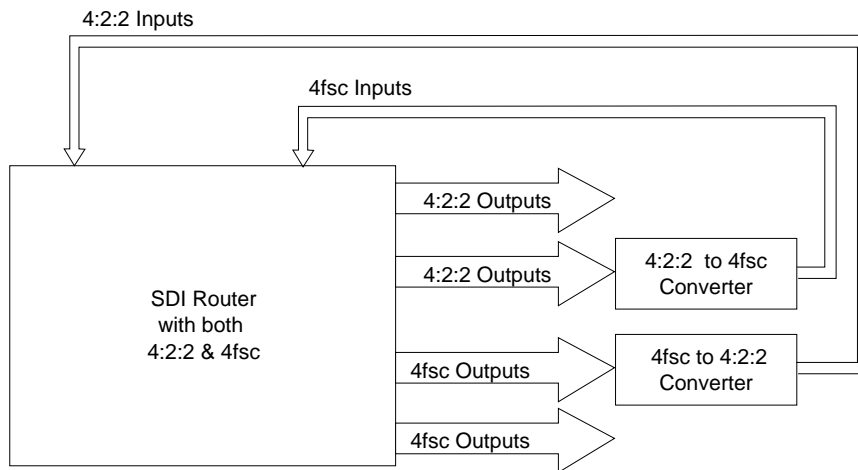 4:2:2 Inputs
4fsc Inputs
4:2:2 Outputs
4:2:2 Outputs
4:2:2 to 4fsc
Converter
SDI Router
with both
4:2:2 & 4fsc
4fsc Outputs
4fsc to 4:2:2
Converter
4fsc Outputs